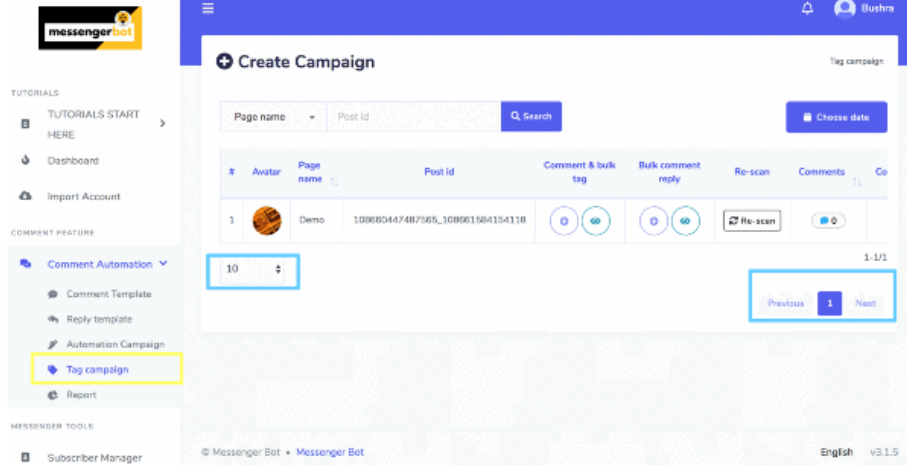 messengerbot
Bushra
Create Campaign
Tag campaign
TUTORIALS
TUTORIALS START
HERE
Dashboard
Import Account
COMMENT FEATURE
Comment Automation
Comment Template
Reply template
Automation Campaign
Tag campaign
Report
MESSENGER TOOLS
Subscriber Manager
Page name
Post id
Search
Choose date
# Avatar Page name Post id Comment & bulk tag Bulk comment reply Re-scan Comments Co
1 Demo 108660447487565_108661584154118 Re-scan 0
10
1-1/1
Previous 1 Next
© Messenger Bot • Messenger Bot
English v3.1.5